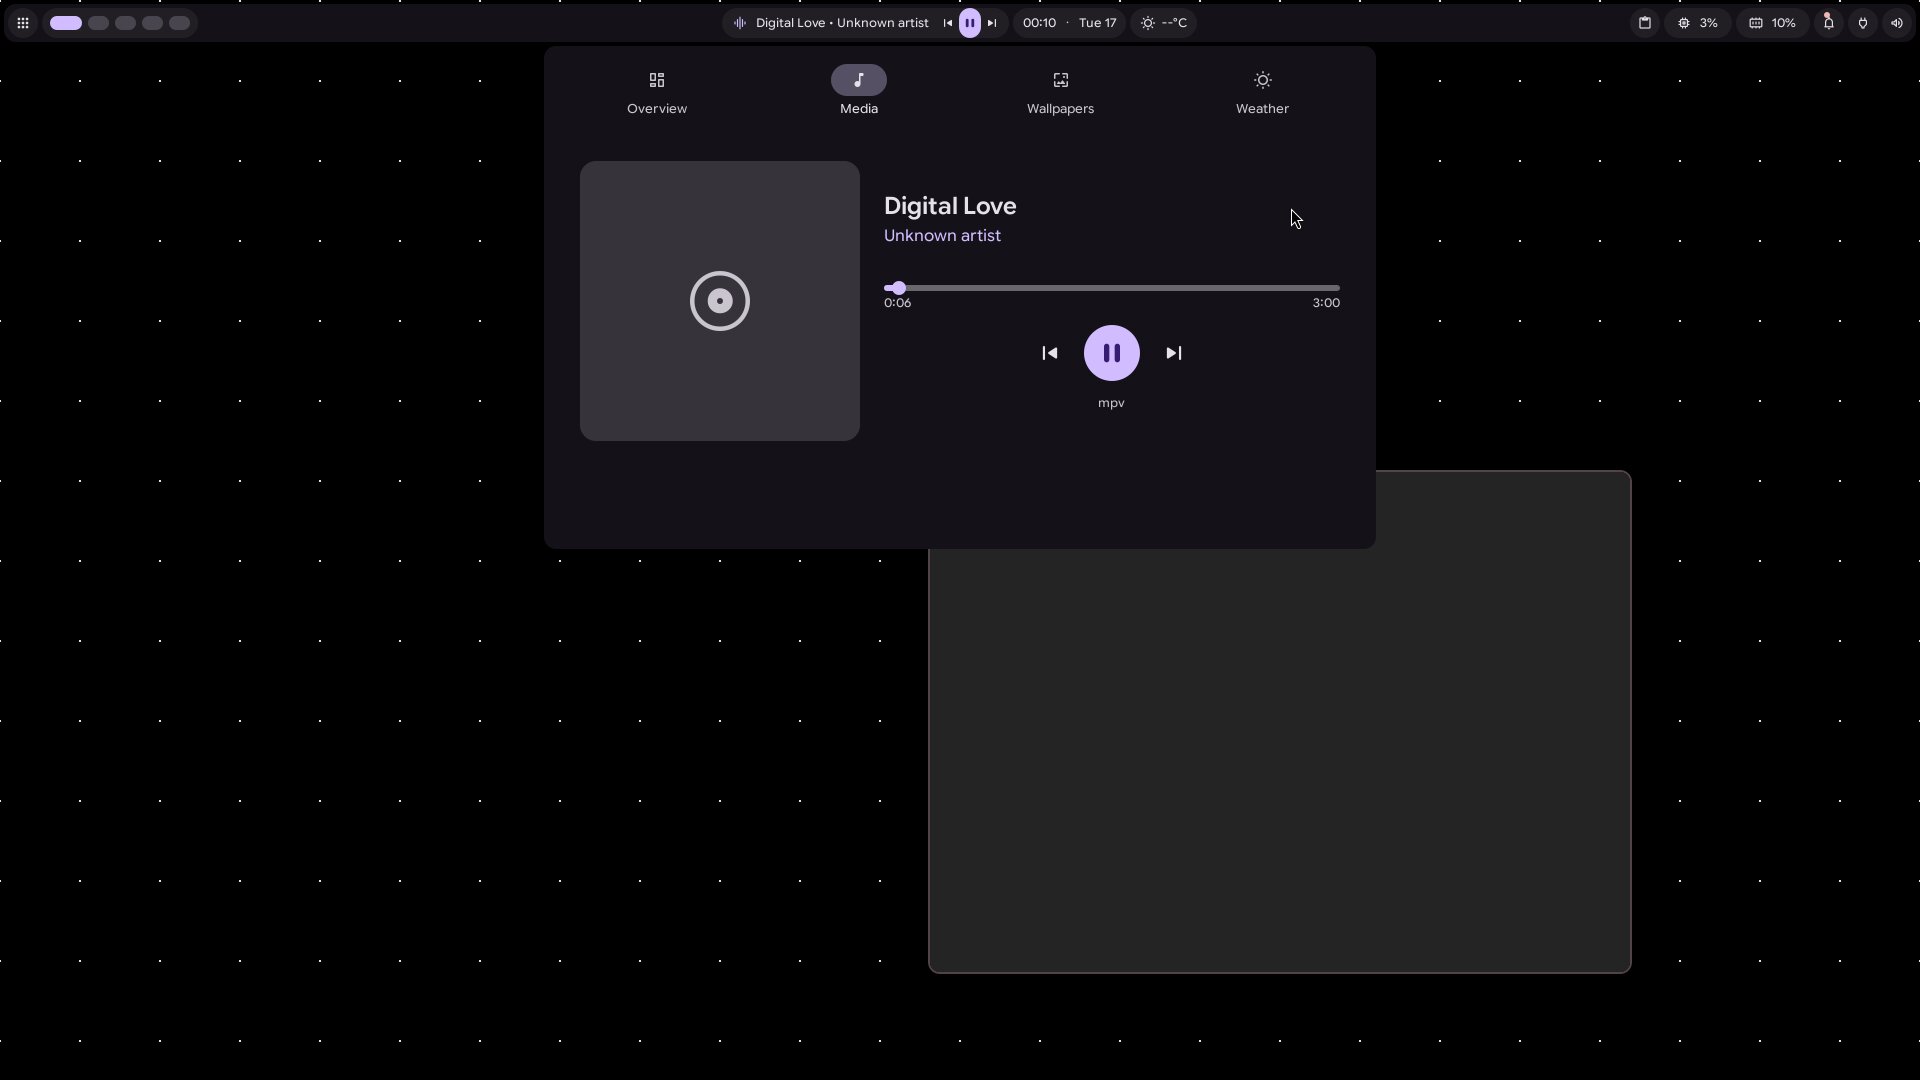 Digital Love • Unknown artist
00:10 · Tue 17
--°C
3%
10%
Overview
Media
Wallpapers
Weather
Digital Love
Unknown artist
0:06
3:00
mpv